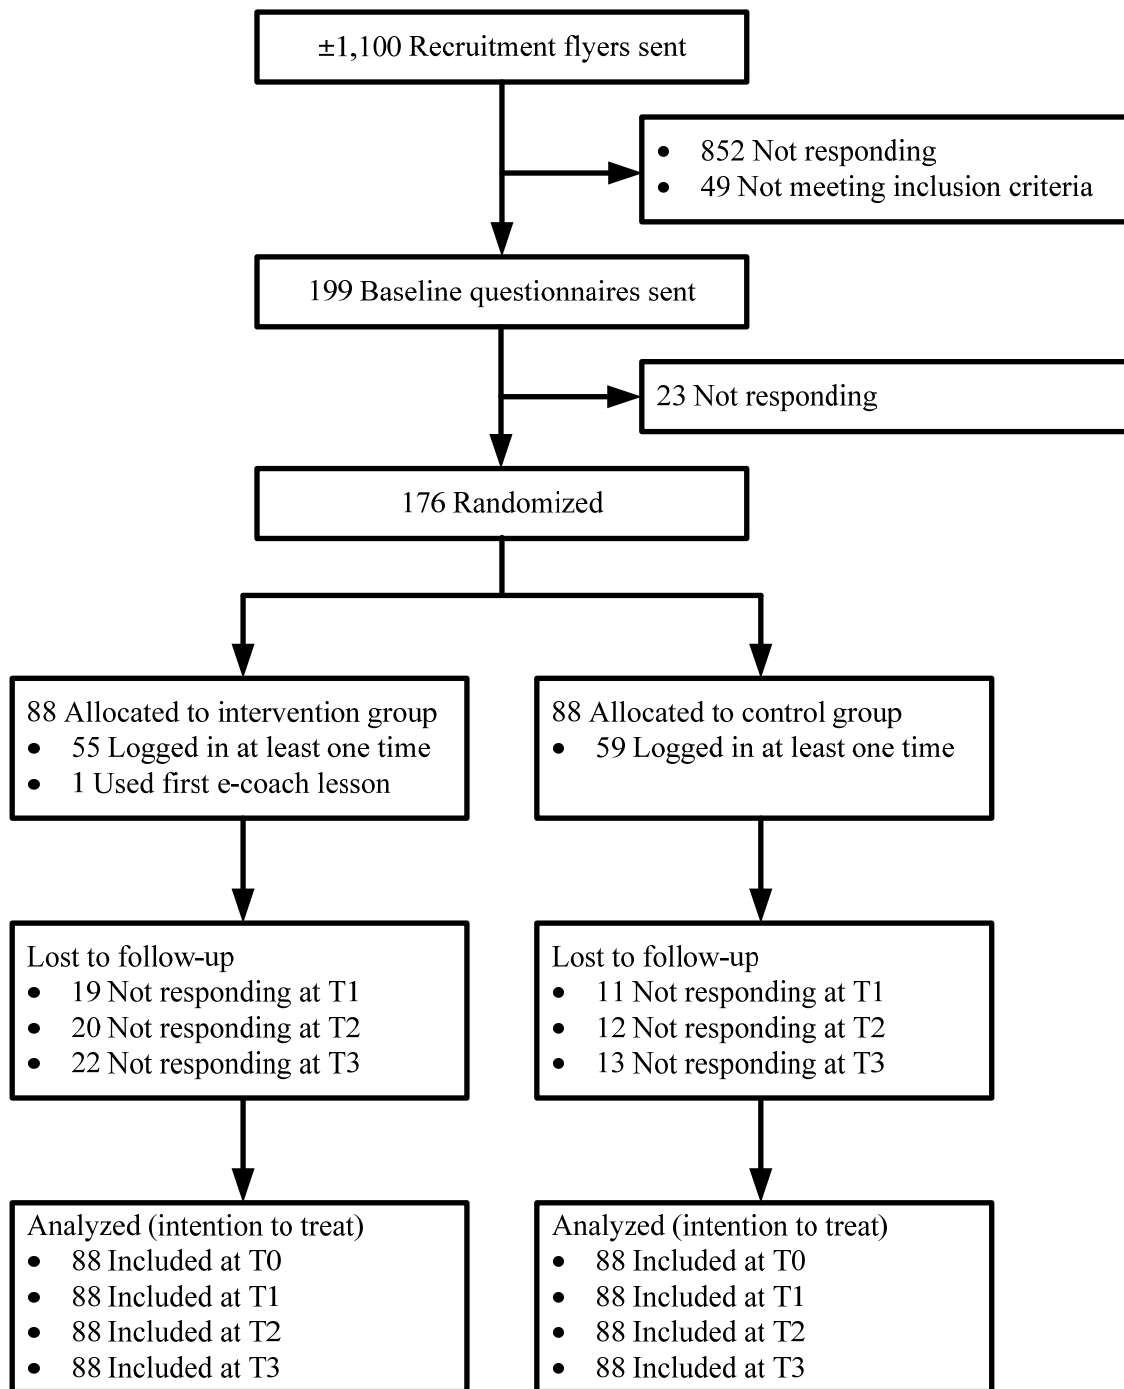 ±1,100 Recruitment flyers sent
• 852 Not responding
• 49 Not meeting inclusion criteria
199 Baseline questionnaires sent
23 Not responding
176 Randomized
88 Allocated to intervention group
• 55 Logged in at least one time
• 1 Used first e-coach lesson
88 Allocated to control group
• 59 Logged in at least one time
Lost to follow-up
• 19 Not responding at T1
• 20 Not responding at T2
• 22 Not responding at T3
Lost to follow-up
• 11 Not responding at T1
• 12 Not responding at T2
• 13 Not responding at T3
Analyzed (intention to treat)
• 88 Included at T0
• 88 Included at T1
• 88 Included at T2
• 88 Included at T3
Analyzed (intention to treat)
• 88 Included at T0
• 88 Included at T1
• 88 Included at T2
• 88 Included at T3